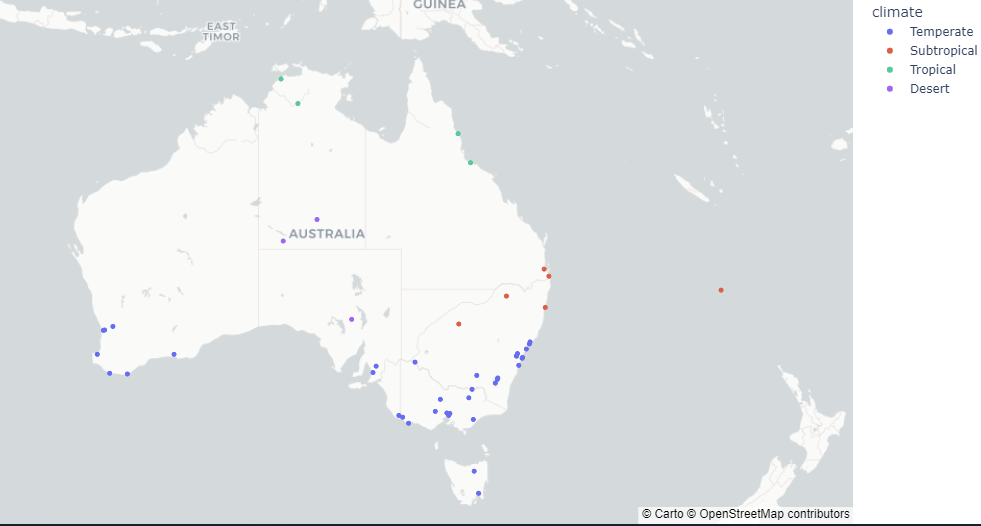 GUINEA
EAST
TIMOR
AUSTRALIA
climate
Temperate
Subtropical
Tropical
Desert
© Carto © OpenStreetMap contributors